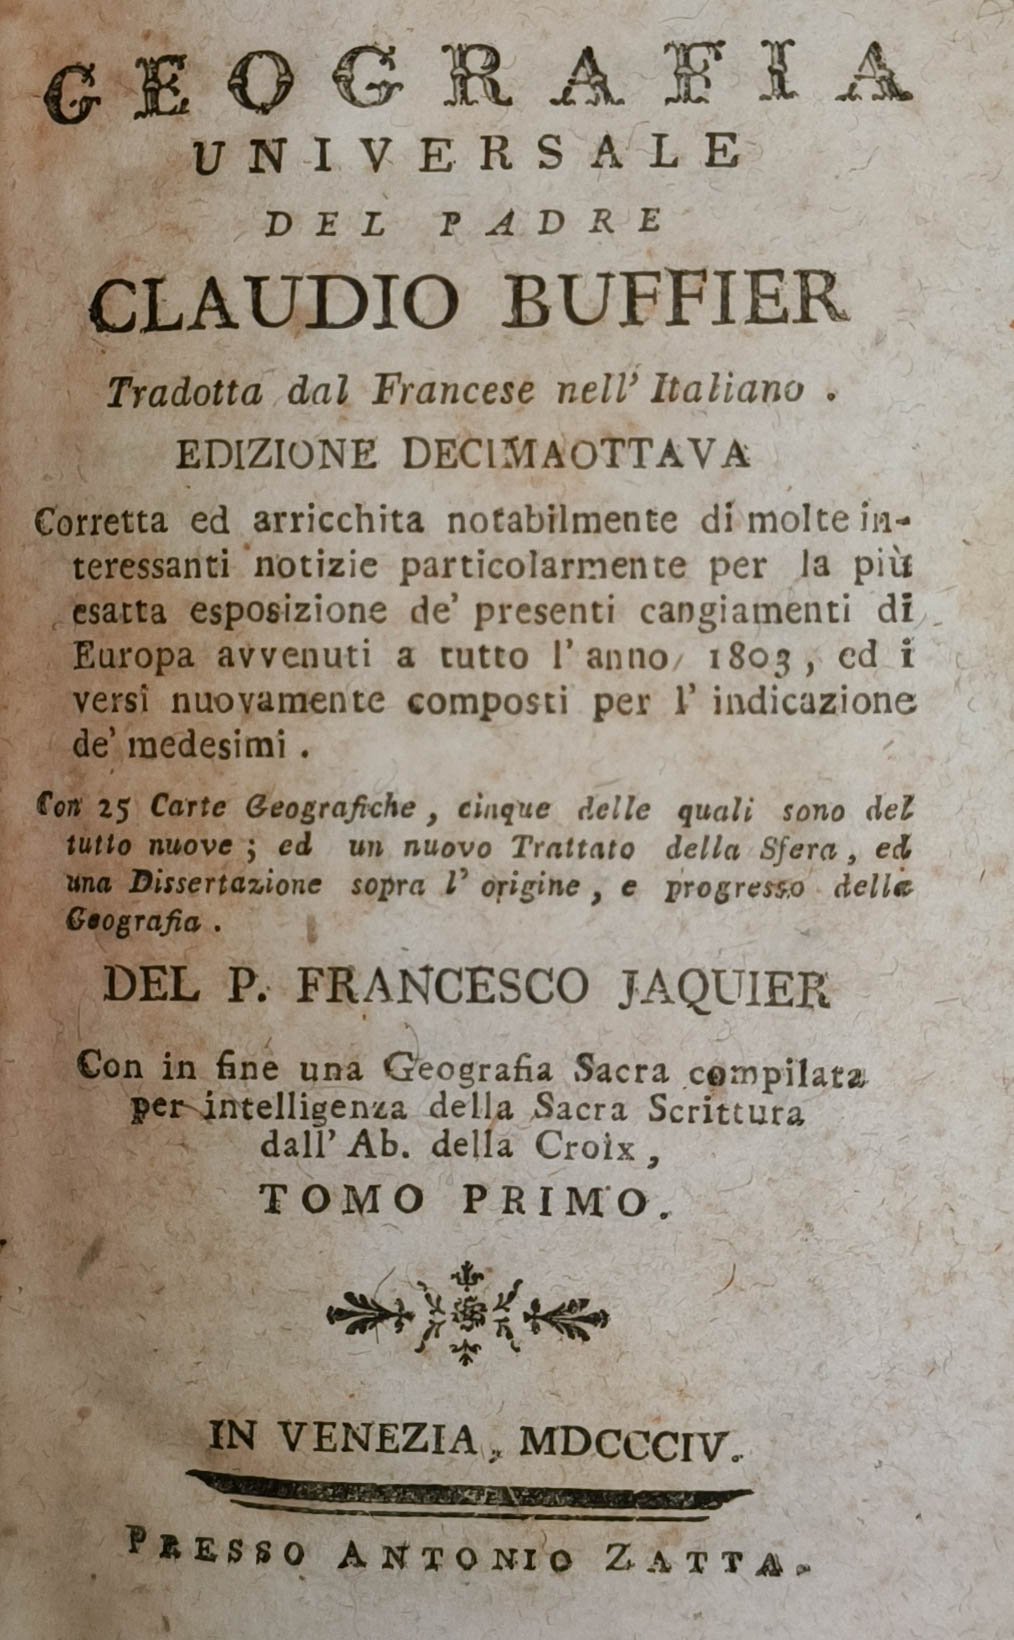 GEOGRAFIA
UNIVERSALE
DEL PADRE
CLAUDIO BUFFIER
Tradotta dal Francese nell' Italiano .
EDIZIONE DECIMAOTTAVA
Corretta ed arricchita notabilmente di molte in-
teressanti notizie particolarmente per la più
esatta esposizione de' presenti cangiamenti di
Europa avvenuti a tutto l' anno 1803 , ed i
versi nuovamente composti per l' indicazione
de' medesimi .
Con 25 Carte Geografiche , cinque delle quali sono del
tutto nuove ; ed un nuovo Trattato della Sfera , ed
una Dissertazione sopra l' origine , e progresso della
Geografia .
DEL P. FRANCESCO JAQUIER
Con in fine una Geografia Sacra compilata
per intelligenza della Sacra Scrittura
dall' Ab. della Croix ,
TOMO PRIMO.
IN VENEZIA, MDCCCIV.
PRESSO ANTONIO ZATTA.